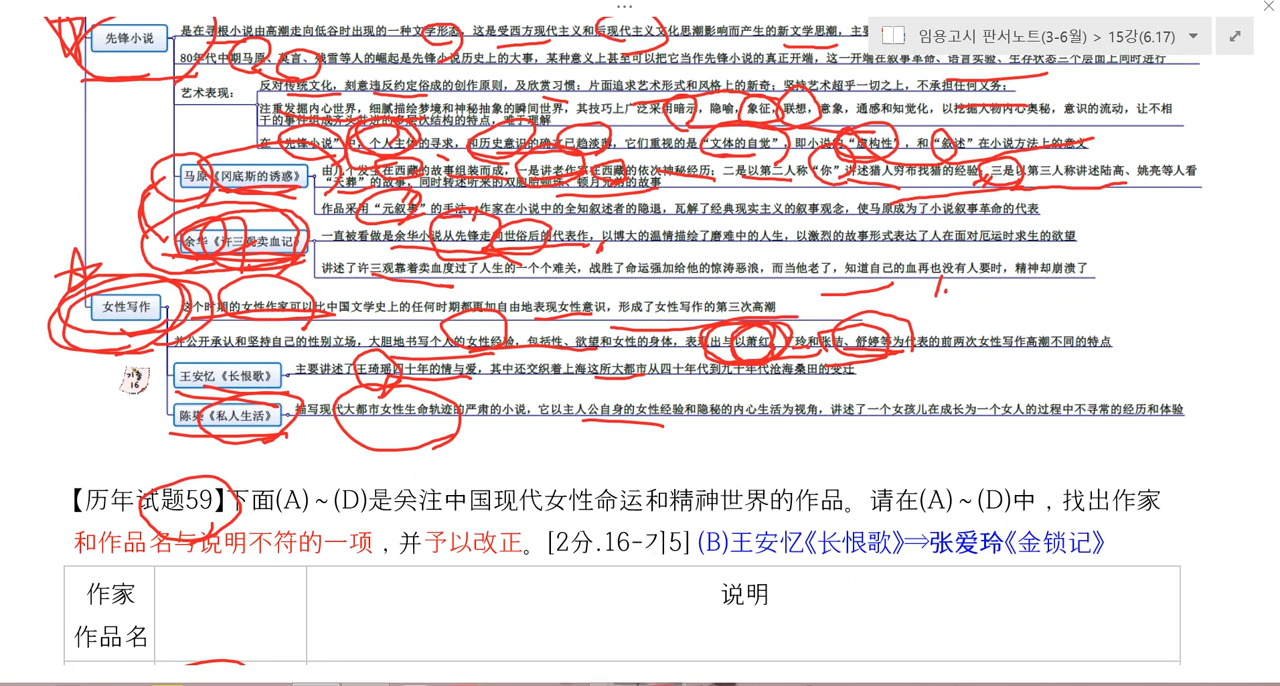 先锋小说
是在寻根小说由高潮走向低谷时出现的一种文学形态，这是受西方现代主义和后现代主义文化思潮影响而产生的新文学思潮，主要
임용고시 판서노트(3-6월) > 15강(6.17)
80年代中期马原、莫言、残雪等人的崛起是先锋小说历史上的大事，某种意义上甚至可以把它当作先锋小说的真正开端，这一开端在叙事革命、语言实验、生存状态三个层面上同时进行
艺术表现：
反对传统文化，刻意违反约定俗成的创作原则，及欣赏习惯；片面追求艺术形式和风格上的新奇；坚持艺术超乎一切之上，不承担任何义务；
注重发掘内心世界，细腻描绘梦境和神秘抽象的瞬间世界，其技巧上广泛采用暗示，隐喻，象征，联想，意象，通感和知觉化，以挖掘人物内心奥秘，意识的流动，让不相
干的事件组成齐头并进的多层次结构的特点，难于理解
在“先锋小说”中，个人主体的寻求，和历史意识的确立已趋淡薄，它们重视的是“文体的自觉”，即小说的“虚构性”，和“叙述”在小说方法上的意义
马原《冈底斯的诱惑》
由几个发生在西藏的故事组装而成，一是讲老作家在西藏的依次神秘经历；二是以第二人称“你”讲述猎人穷布找猎的经验；三是以第三人称讲述陆高、姚亮等人看
“天葬”的故事，同时转述听来的双胞胎顿珠、顿月兄弟的故事
作品采用“元叙事”的手法，作家在小说中的全知叙述者的隐退，瓦解了经典现实主义的叙事观念，使马原成为了小说叙事革命的代表
余华《许三观卖血记》
一直被看做是余华小说从先锋走向世俗后的代表作，以博大的温情描绘了磨难中的人生，以激烈的故事形式表达了人在面对厄运时求生的欲望
讲述了许三观靠着卖血度过了人生的一个个难关，战胜了命运强加给他的惊涛恶浪，而当他老了，知道自己的血再也没有人要时，精神却崩溃了
女性写作
这个时期的女性作家可以比中国文学史上的任何时期都更加自由地表现女性意识，形成了女性写作的第三次高潮
并公开承认和坚持自己的性别立场，大胆地书写个人的女性经验，包括性、欲望和女性的身体，表现出与以萧红、丁玲和张洁、舒婷等为代表的前两次女性写作高潮不同的特点
기출
16
王安忆《长恨歌》
主要讲述了王琦瑶四十年的情与爱，其中还交织着上海这所大都市从四十年代到九十年代沧海桑田的变迁
陈染《私人生活》
描写现代大都市女性生命轨迹的严肃的小说，它以主人公自身的女性经验和隐秘的内心生活为视角，讲述了一个女孩儿在成长为一个女人的过程中不寻常的经历和体验
【历年试题59】下面(A)～(D)是关注中国现代女性命运和精神世界的作品。请在(A)～(D)中，找出作家
和作品名与说明不符的一项，并予以改正。[2分.16-기5] (B)王安忆《长恨歌》⇒张爱玲《金锁记》
作家
作品名
说明